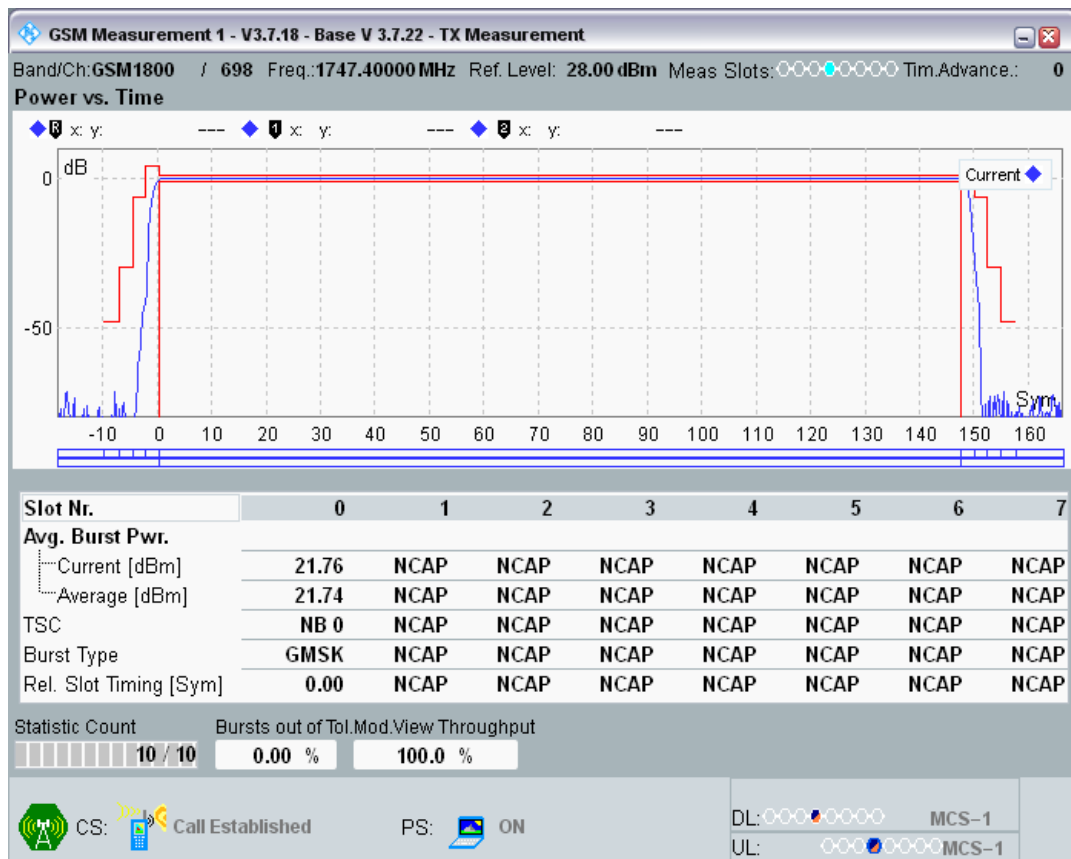 GSM Measurement 1 - V3.7.18 - Base V 3.7.22 - TX Measurement
Band/Ch:GSM1800 / 698 Freq.:1747.40000 MHz Ref. Level: 28.00 dBm Meas Slots: Tim.Advance.: 0
Power vs. Time
R x: y: --- 1 x: y: --- 2 x: y: ---
dB
Current
0
-50
Sym
-10 0 10 20 30 40 50 60 70 80 90 100 110 120 130 140 150 160
Slot Nr. 0 1 2 3 4 5 6 7
Avg. Burst Pwr.
Current [dBm] 21.76 NCAP NCAP NCAP NCAP NCAP NCAP NCAP
Average [dBm] 21.74 NCAP NCAP NCAP NCAP NCAP NCAP NCAP
TSC NB 0 NCAP NCAP NCAP NCAP NCAP NCAP NCAP
Burst Type GMSK NCAP NCAP NCAP NCAP NCAP NCAP NCAP
Rel. Slot Timing [Sym] 0.00 NCAP NCAP NCAP NCAP NCAP NCAP NCAP
Statistic Count Bursts out of Tol.Mod.View Throughput
10 / 10 0.00 % 100.0 %
CS: Call Established PS: ON DL: MCS-1
UL: MCS-1